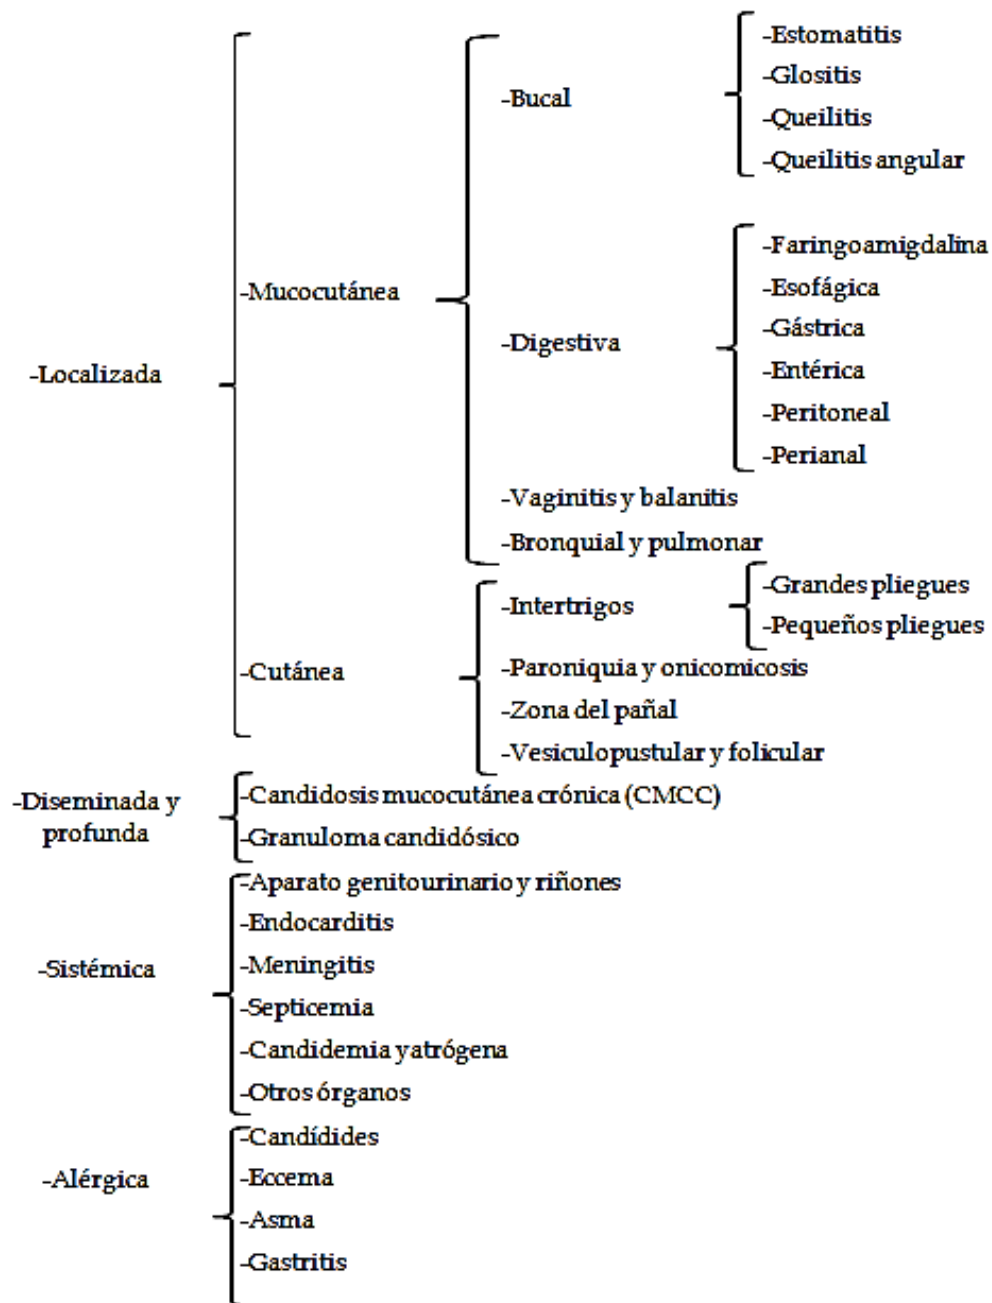 -Localizada
-Mucocutánea
-Bucal
-Estomatitis
-Glositis
-Queilitis
-Queilitis angular
-Digestiva
-Faringoamigdalina
-Esofágica
-Gástrica
-Entérica
-Peritoneal
-Perianal
-Vaginitis y balanitis
-Bronquial y pulmonar
-Cutánea
-Intertrigos
-Grandes pliegues
-Pequeños pliegues
-Paroniquia y onicomicosis
-Zona del pañal
-Vesiculopustular y folicular
-Diseminada y
profunda
-Candidosis mucocutánea crónica (CMCC)
-Granuloma candidósico
-Sistémica
-Aparato genitourinario y riñones
-Endocarditis
-Meningitis
-Septicemia
-Candidemia yatrógena
-Otros órganos
-Alérgica
-Candídides
-Eccema
-Asma
-Gastritis